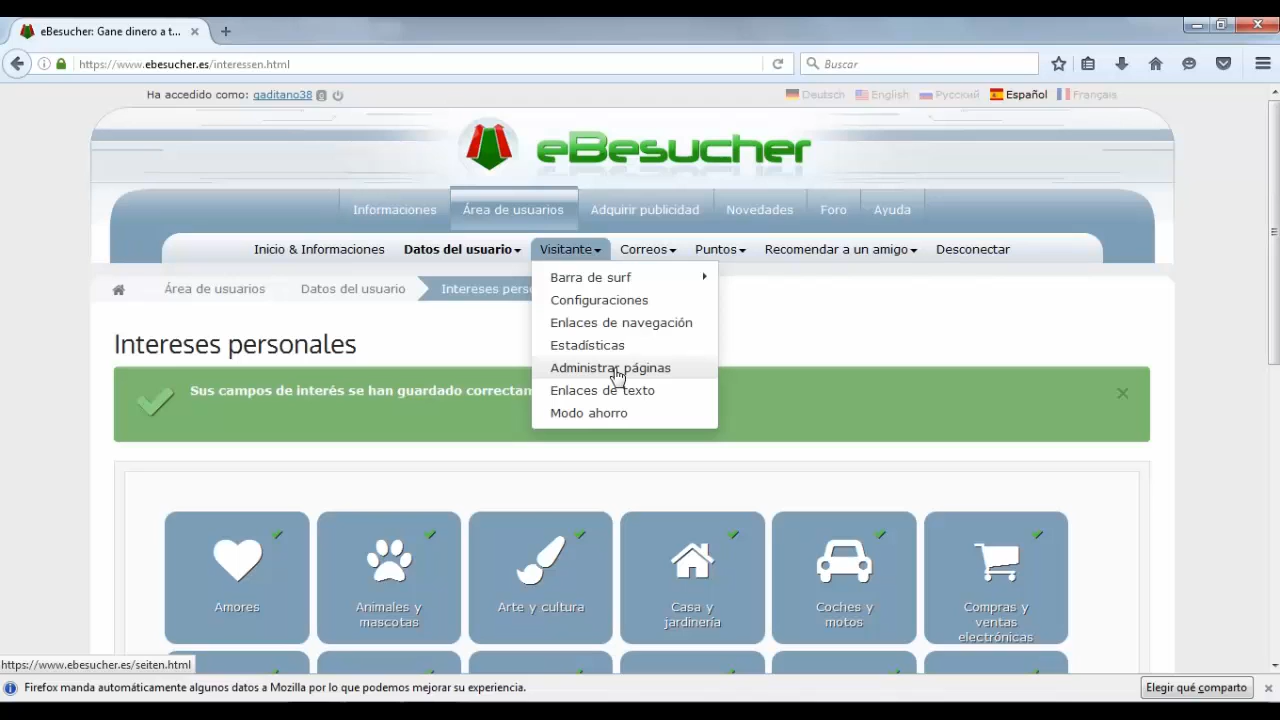 eBesucher: Gane dinero a t...
https://www.ebesucher.es/interessen.html
Buscar
Ha accedido como: gaditano38
Deutsch English Русский Español Français
eBesucher
Informaciones Área de usuarios Adquirir publicidad Novedades Foro Ayuda
Inicio & Informaciones Datos del usuario Visitante Correos Puntos Recomendar a un amigo Desconectar
Área de usuarios Datos del usuario Intereses perso
Barra de surf
Configuraciones
Enlaces de navegación
Estadísticas
Administrar páginas
Enlaces de texto
Modo ahorro
Intereses personales
Sus campos de interés se han guardado correctam
Amores
Animales y
mascotas
Arte y cultura
Casa y
jardinería
Coches y
motos
Compras y
ventas
electrónicas
https://www.ebesucher.es/seiten.html
Firefox manda automáticamente algunos datos a Mozilla por lo que podemos mejorar su experiencia.
Elegir qué comparto